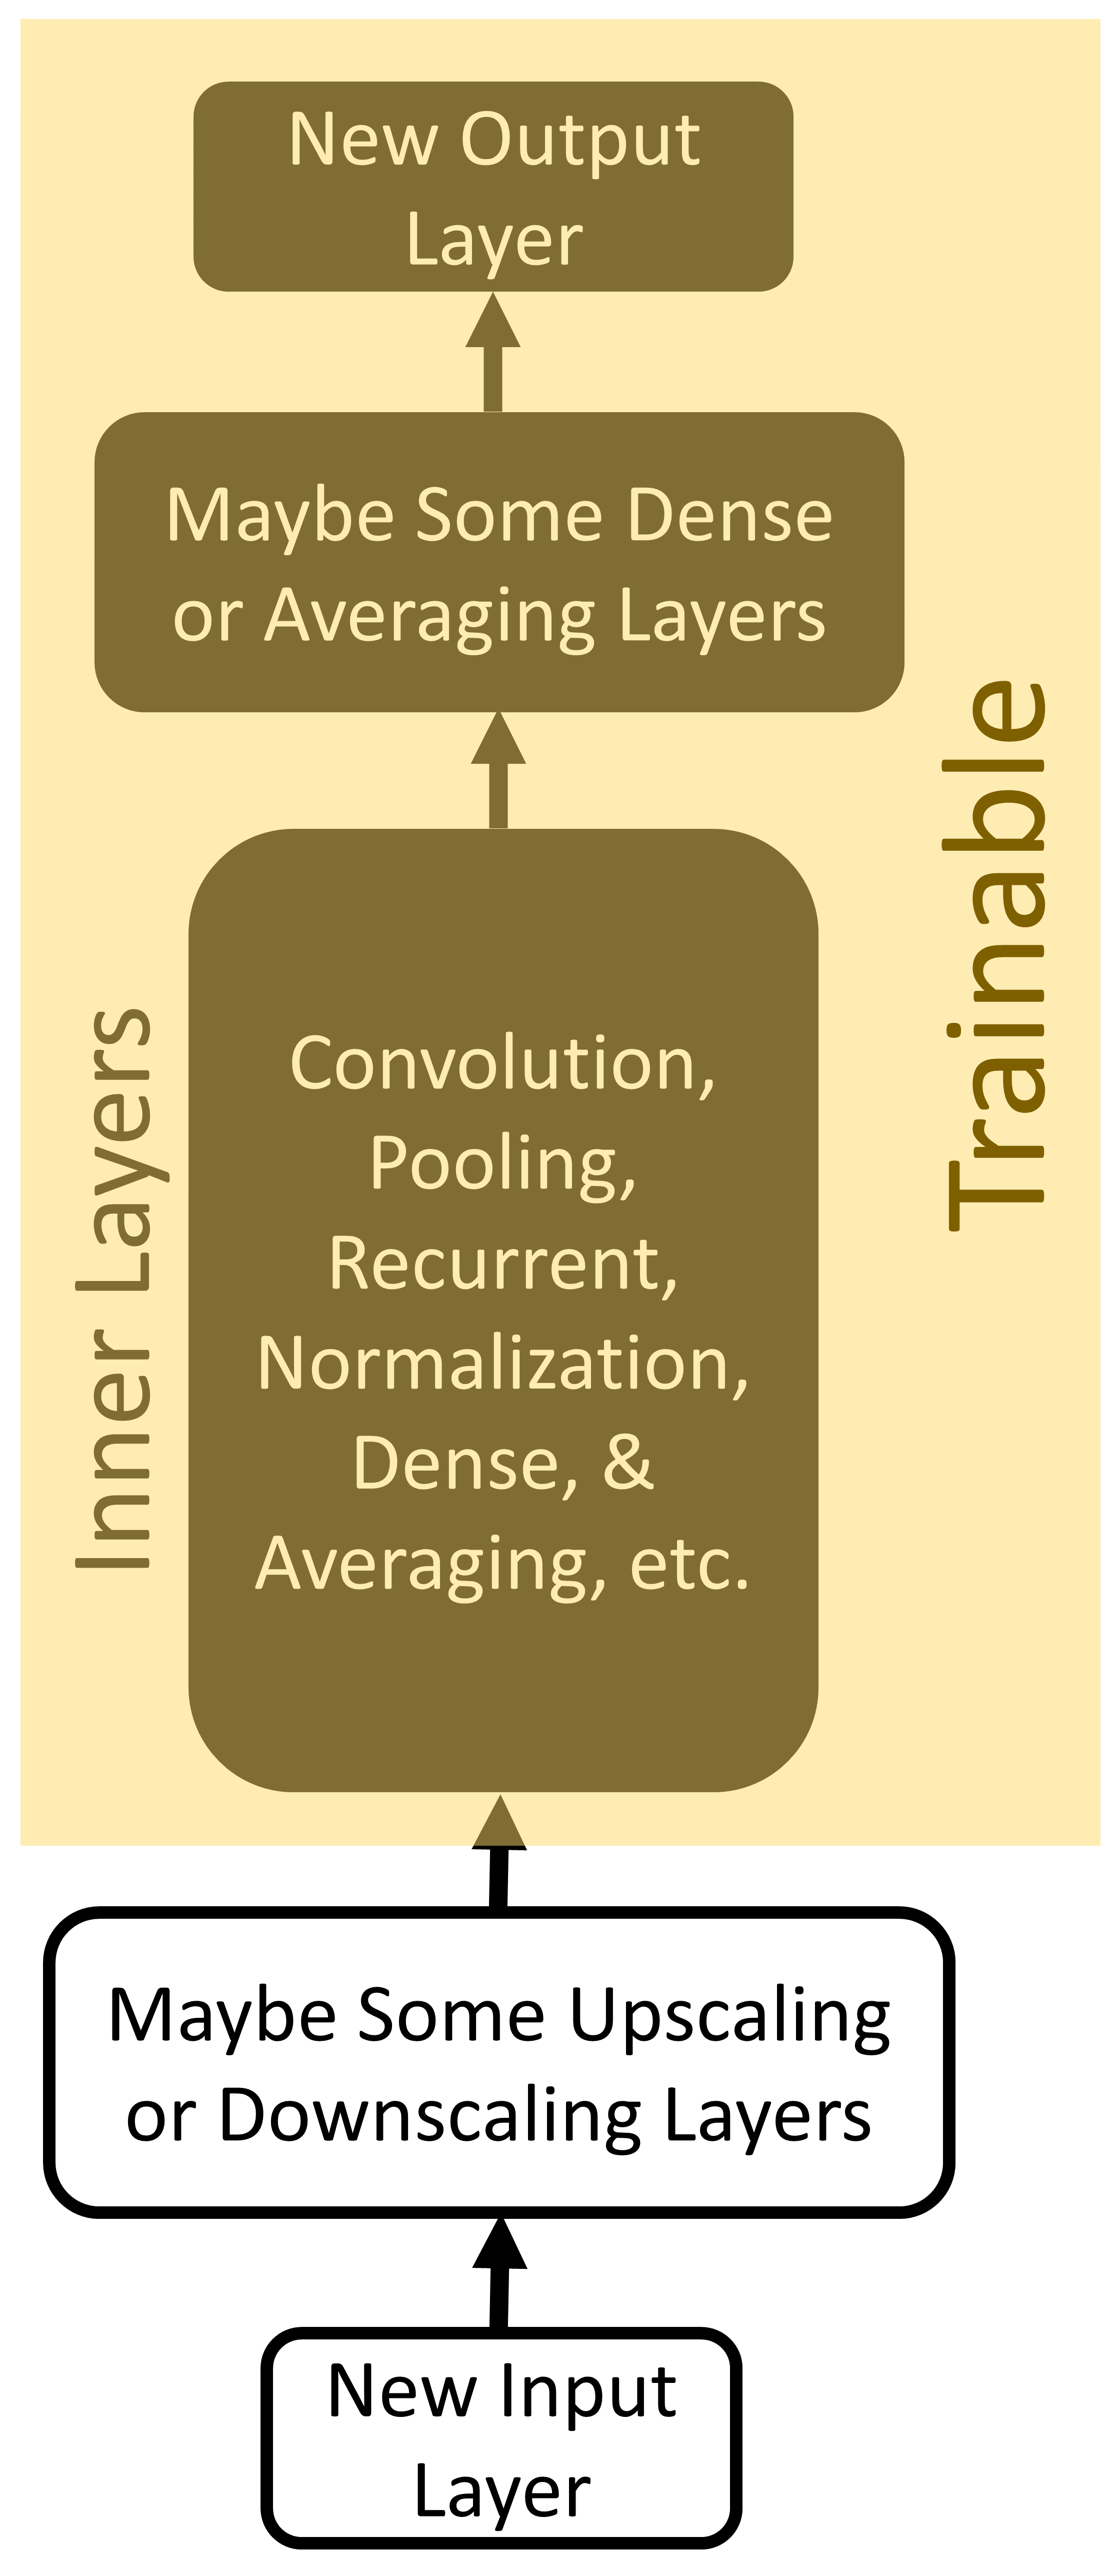 New Output
Layer
Maybe Some Dense
or Averaging Layers
Trainable
Inner Layers
Convolution,
Pooling,
Recurrent,
Normalization,
Dense, &
Averaging, etc.
Maybe Some Upscaling
or Downscaling Layers
New Input
Layer